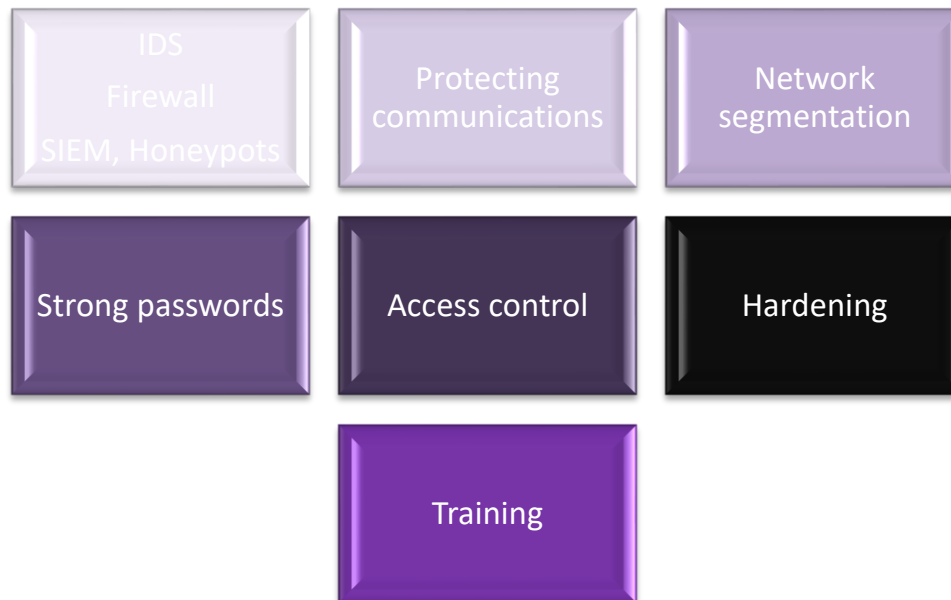 IDS
Firewall
SIEM, Honeypots
Protecting
communications
Network
segmentation
Strong passwords
Access control
Hardening
Training